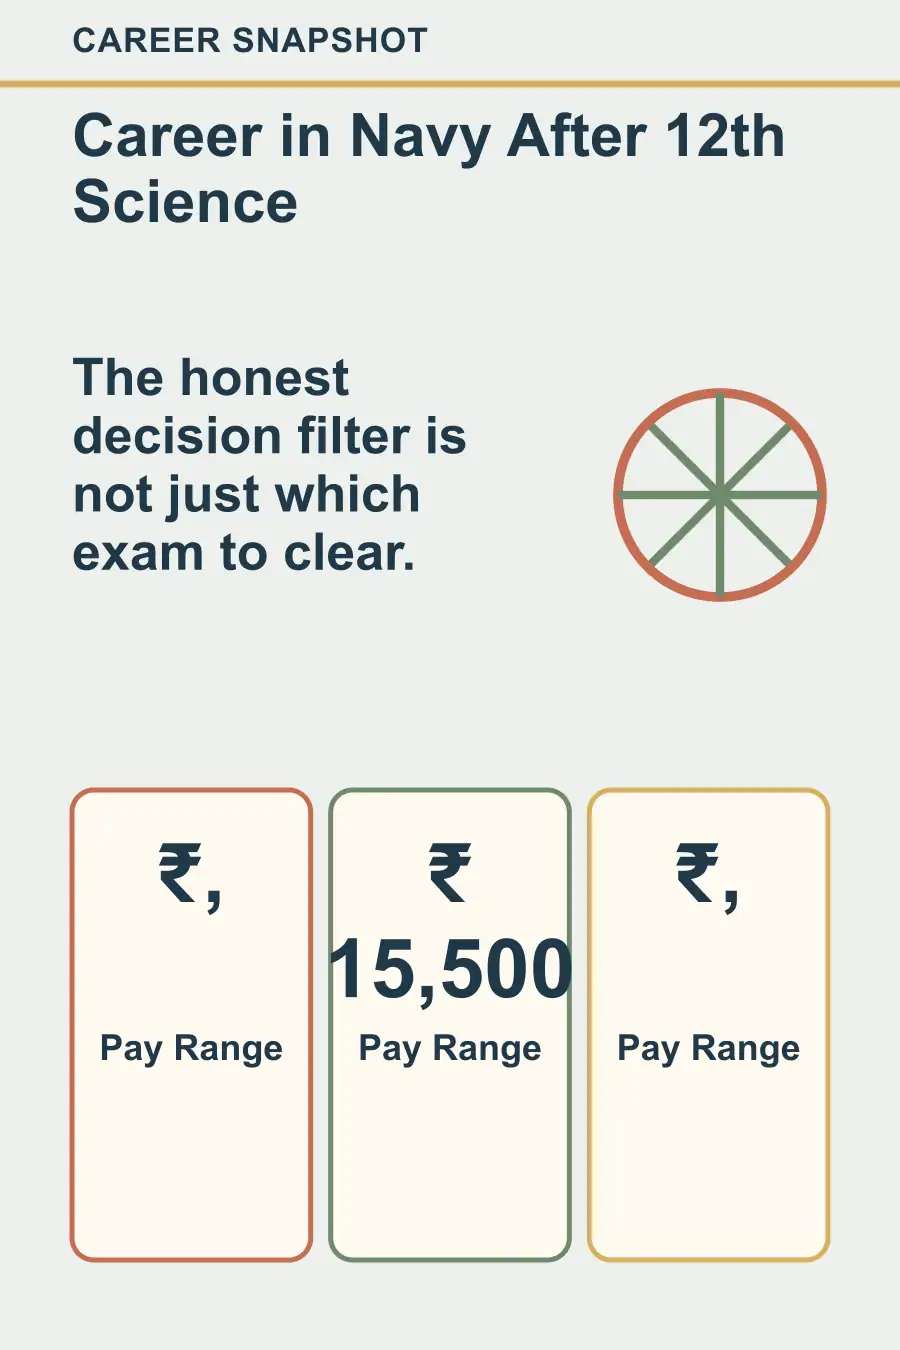 CAREER SNAPSHOT
Career in Navy After 12th
Science
The honest
decision filter is
not just which
exam to clear.
₹,
Pay Range
₹
15,500
Pay Range
₹,
Pay Range